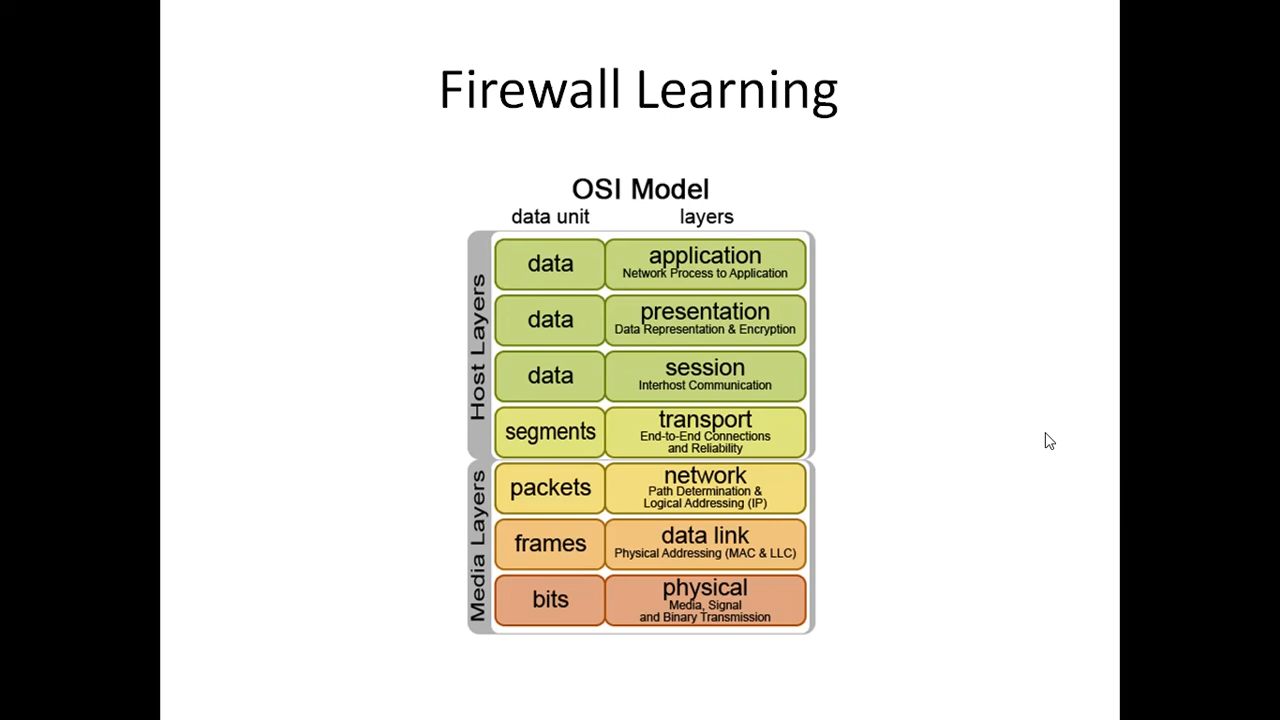 Firewall Learning
OSI Model
data unit layers
Host Layers
data application
Network Process to Application
data presentation
Data Representation & Encryption
data session
Interhost Communication
segments transport
End-to-End Connections
and Reliability
Media Layers
packets network
Path Determination &
Logical Addressing (IP)
frames data link
Physical Addressing (MAC & LLC)
bits physical
Media, Signal
and Binary Transmission